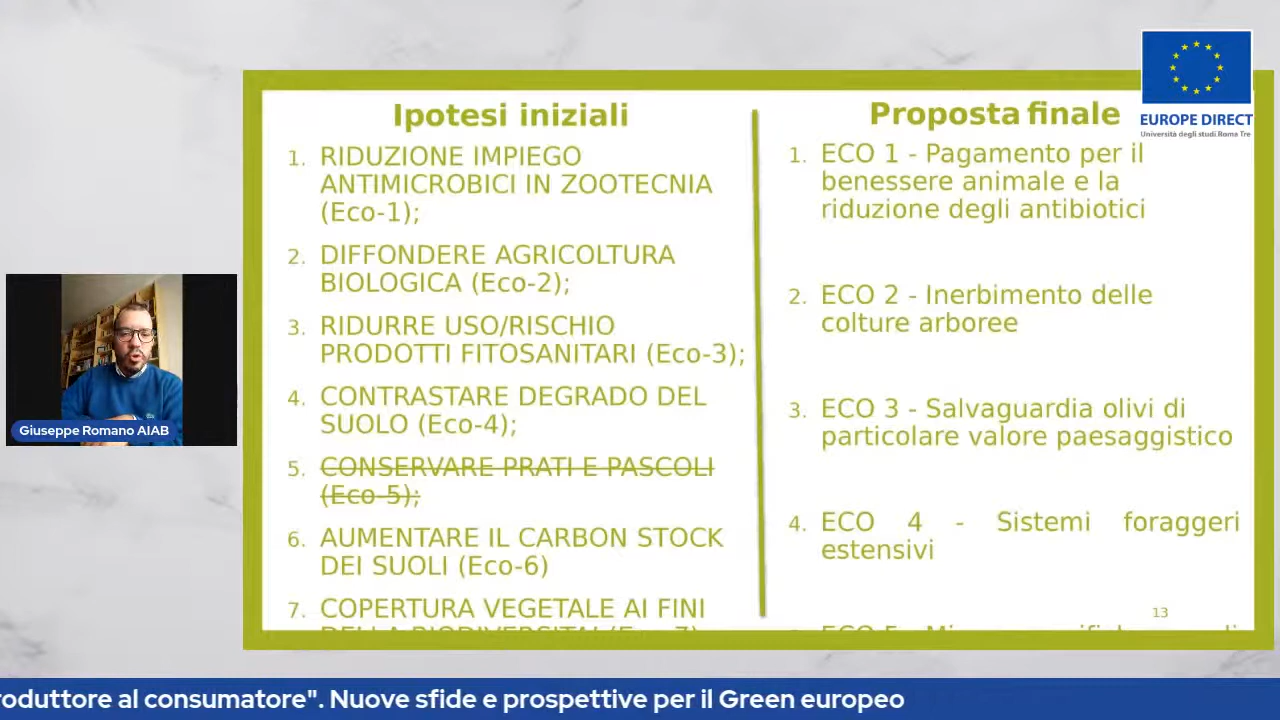 Ipotesi iniziali
1. RIDUZIONE IMPIEGO
ANTIMICROBICI IN ZOOTECNIA
(Eco-1);
2. DIFFONDERE AGRICOLTURA
BIOLOGICA (Eco-2);
3. RIDURRE USO/RISCHIO
PRODOTTI FITOSANITARI (Eco-3);
4. CONTRASTARE DEGRADO DEL
SUOLO (Eco-4);
5. CONSERVARE PRATI E PASCOLI
(Eco-5);
6. AUMENTARE IL CARBON STOCK
DEI SUOLI (Eco-6)
7. COPERTURA VEGETALE AI FINI
Proposta finale
1. ECO 1 - Pagamento per il
benessere animale e la
riduzione degli antibiotici
2. ECO 2 - Inerbimento delle
colture arboree
3. ECO 3 - Salvaguardia olivi di
particolare valore paesaggistico
4. ECO 4 - Sistemi foraggeri
estensivi
13
EUROPE DIRECT
Università degli studi Roma Tre
Giuseppe Romano AIAB
roduttore al consumatore". Nuove sfide e prospettive per il Green europeo